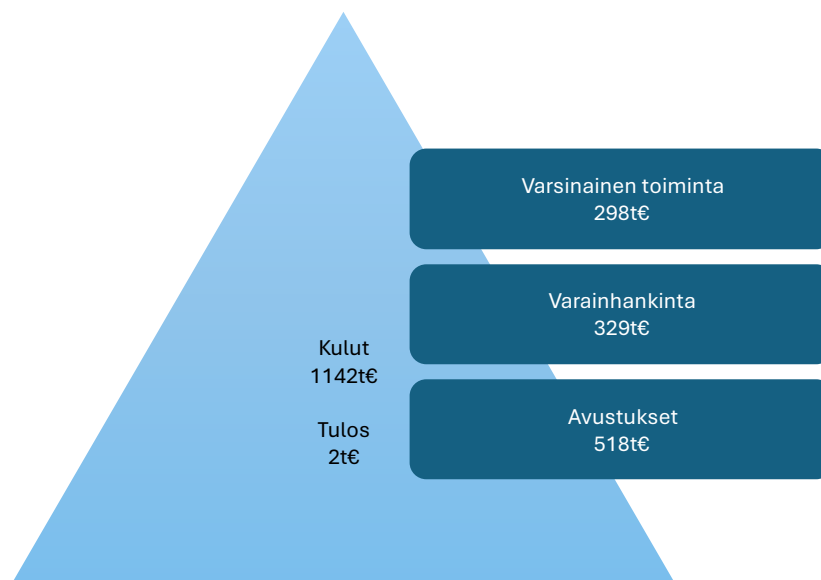 Varsinainen toiminta
298t€
Varainhankinta
329t€
Kulut
1142t€
Avustukset
518t€
Tulos
2t€